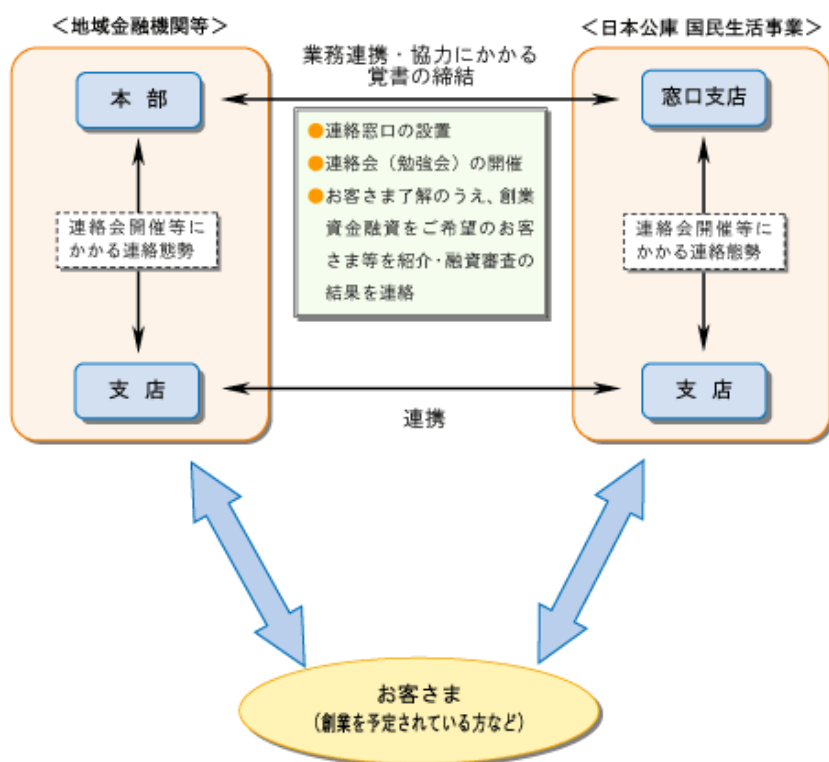 ＜地域金融機関等＞
＜日本公庫 国民生活事業＞
業務連携・協力にかかる
覚書の締結
本 部
窓口支店
●連絡窓口の設置
●連絡会（勉強会）の開催
●お客さま了解のうえ、創業
資金融資をご希望のお客
さま等を紹介・融資審査の
結果を連絡
連絡会開催等に
かかる連絡態勢
連絡会開催等に
かかる連絡態勢
支 店
支 店
連携
お客さま
（創業を予定されている方など）